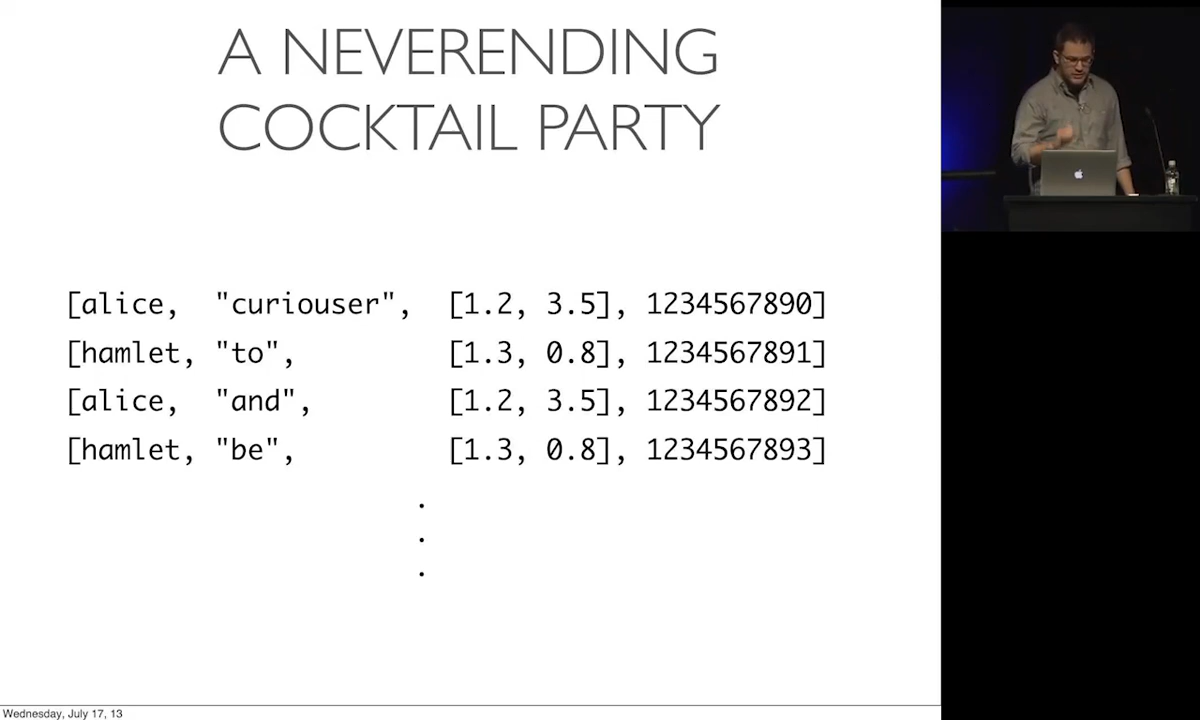 A NEVERENDING
COCKTAIL PARTY
[alice, "curiouser", [1.2, 3.5], 1234567890]
[hamlet, "to", [1.3, 0.8], 1234567891]
[alice, "and", [1.2, 3.5], 1234567892]
[hamlet, "be", [1.3, 0.8], 1234567893]
.
.
.
Wednesday, July 17, 13